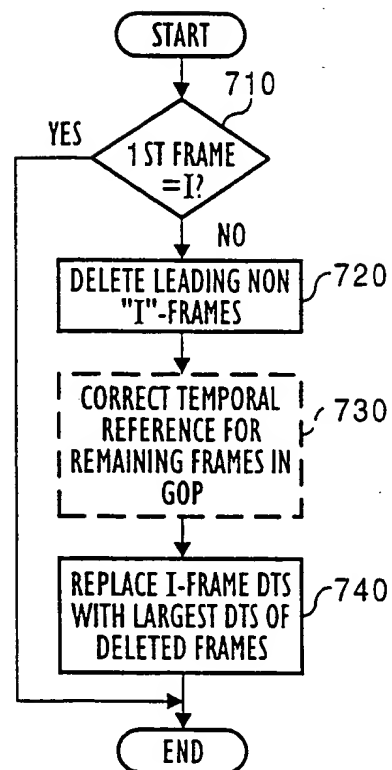 START
710
YES
1 ST FRAME
=I?
NO
DELETE LEADING NON
"I"-FRAMES
720
CORRECT TEMPORAL
REFERENCE FOR
REMAINING FRAMES IN
GOP
730
REPLACE I-FRAME DTS
WITH LARGEST DTS OF
DELETED FRAMES
740
END